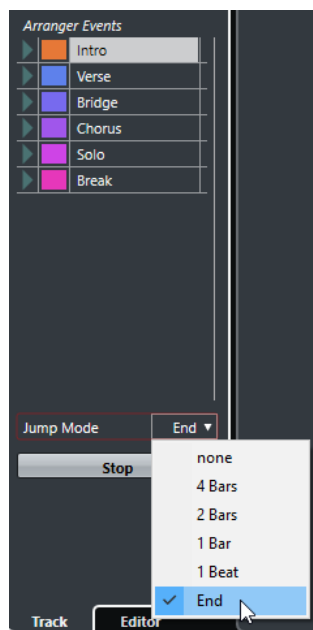 Arranger Events
Intro
Verse
Bridge
Chorus
Solo
Break
Jump Mode End
Stop
none
4 Bars
2 Bars
1 Bar
1 Beat
End
Track Editor